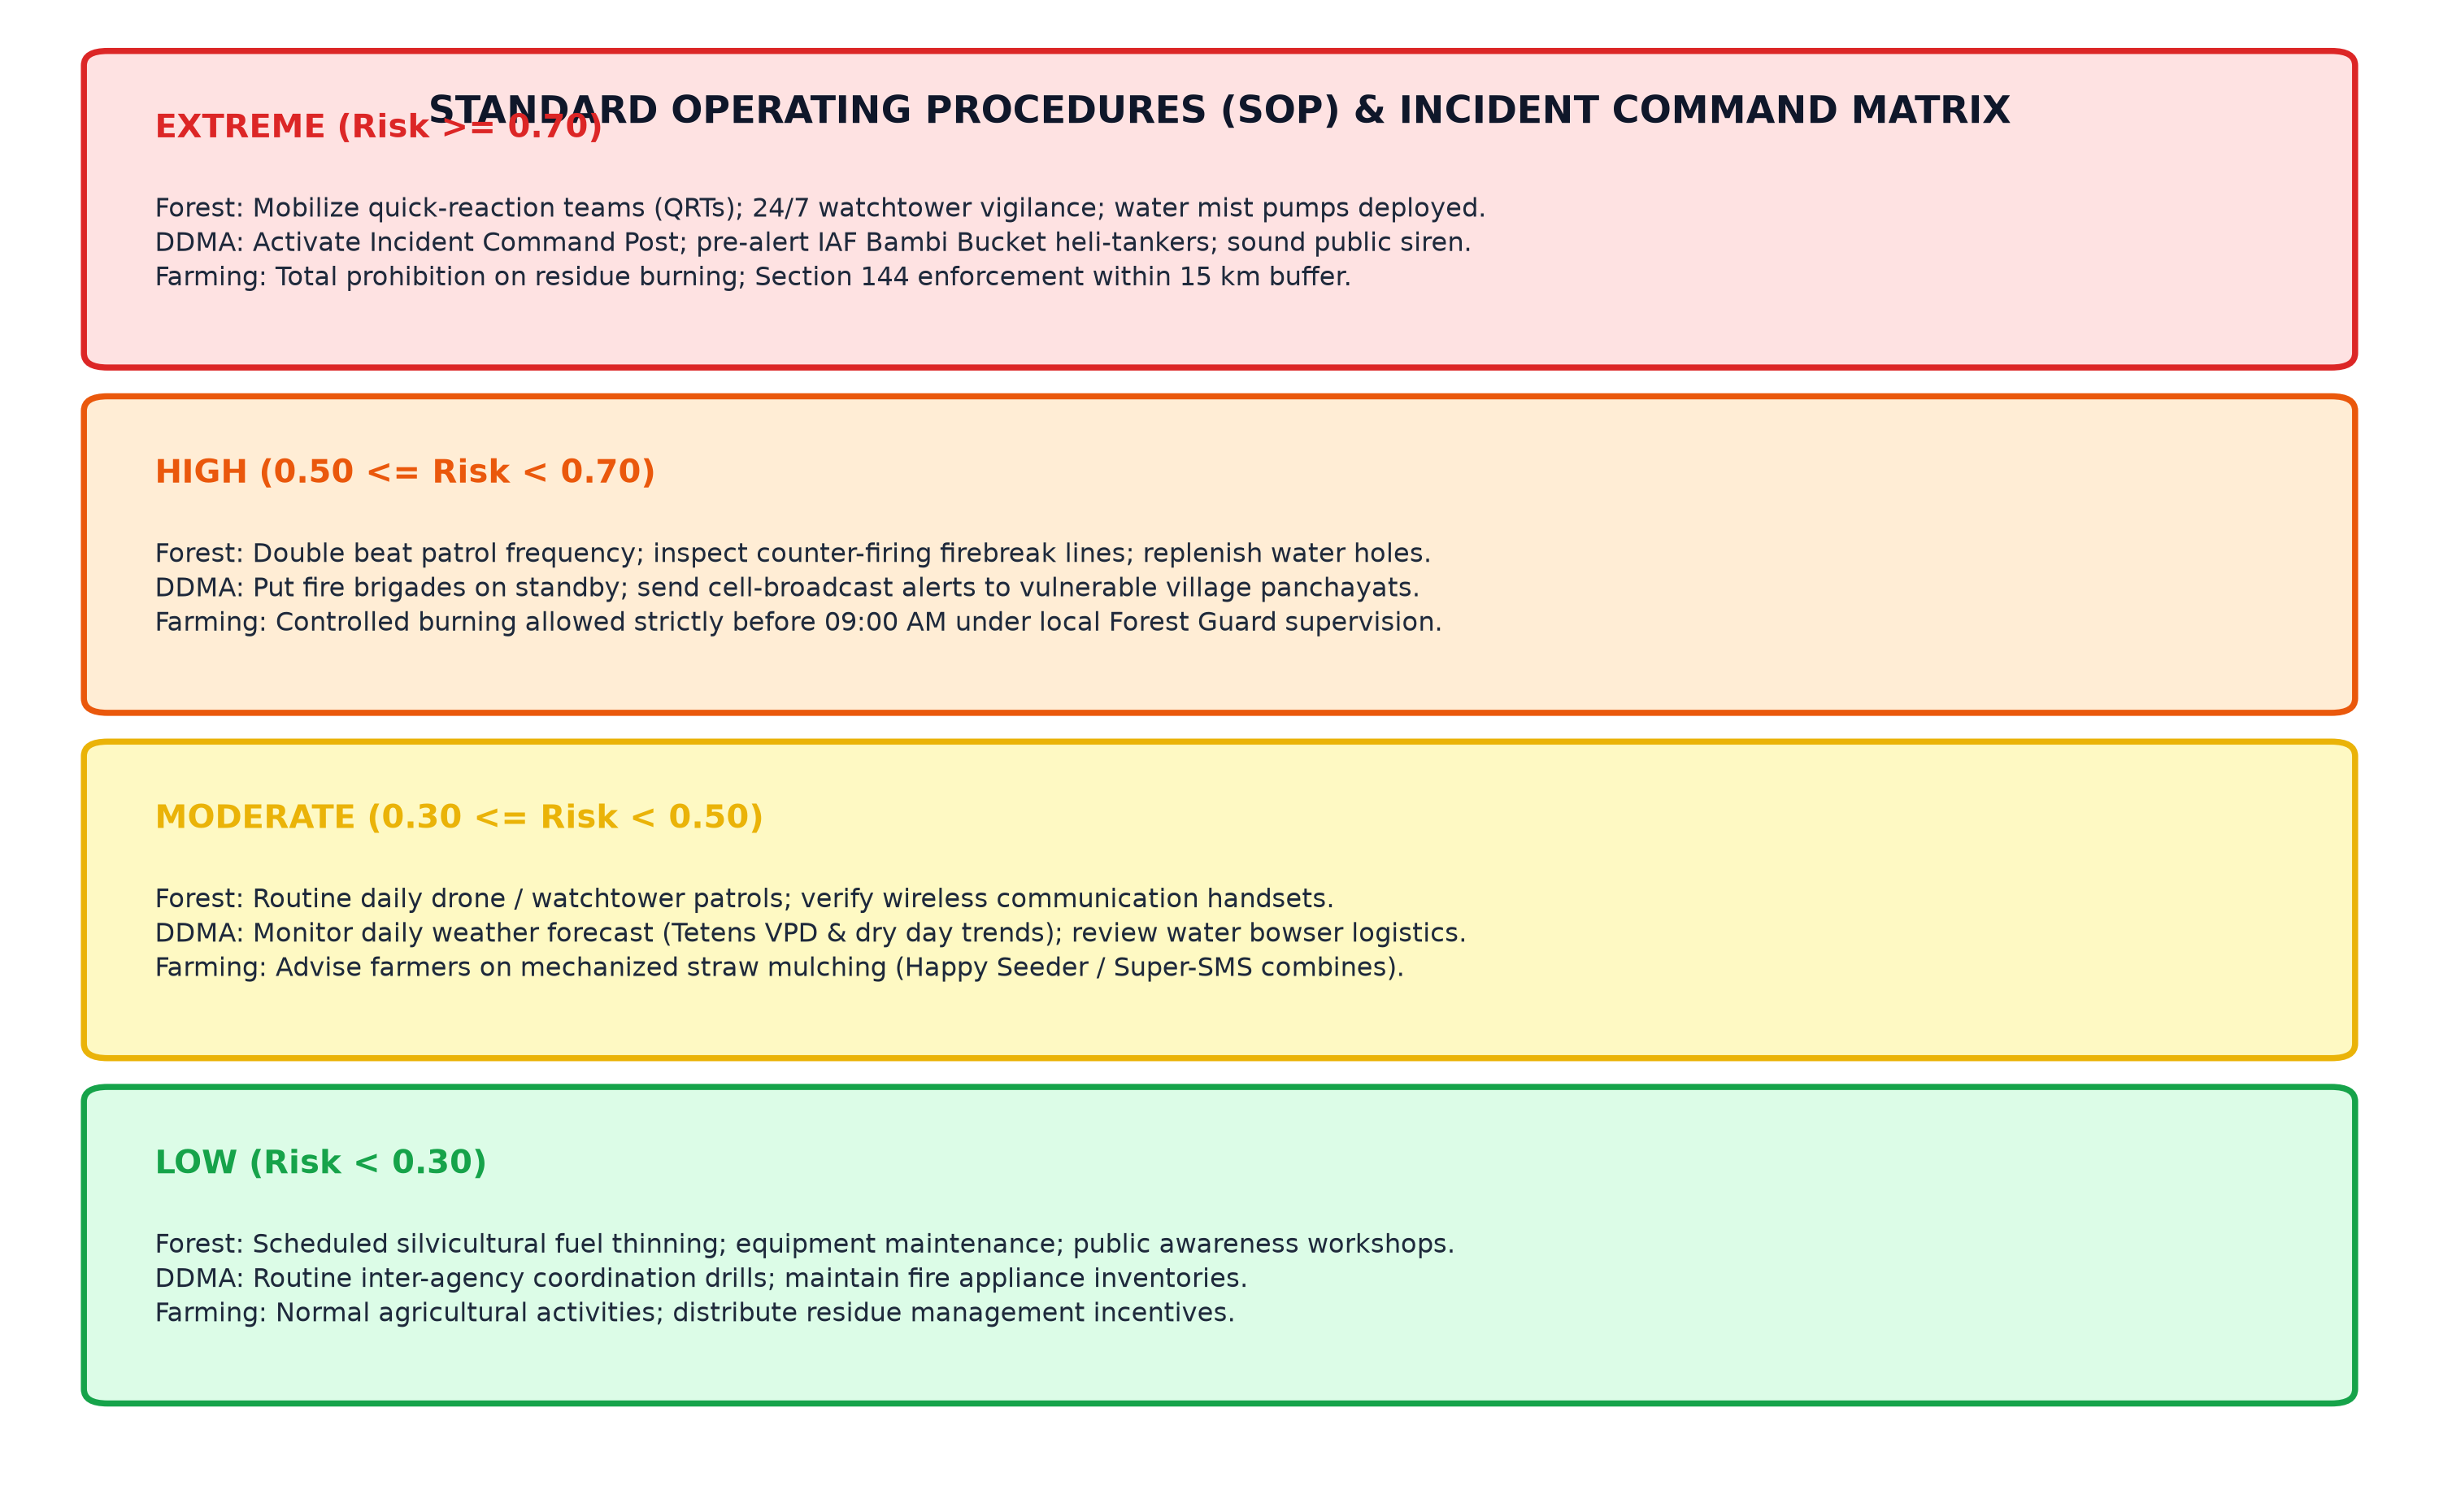 STANDARD OPERATING PROCEDURES (SOP) & INCIDENT COMMAND MATRIX
EXTREME (Risk >= 0.70)
Forest: Mobilize quick-reaction teams (QRTs); 24/7 watchtower vigilance; water mist pumps deployed.
DDMA: Activate Incident Command Post; pre-alert IAF Bambi Bucket heli-tankers; sound public siren.
Farming: Total prohibition on residue burning; Section 144 enforcement within 15 km buffer.
HIGH (0.50 <= Risk < 0.70)
Forest: Double beat patrol frequency; inspect counter-firing firebreak lines; replenish water holes.
DDMA: Put fire brigades on standby; send cell-broadcast alerts to vulnerable village panchayats.
Farming: Controlled burning allowed strictly before 09:00 AM under local Forest Guard supervision.
MODERATE (0.30 <= Risk < 0.50)
Forest: Routine daily drone / watchtower patrols; verify wireless communication handsets.
DDMA: Monitor daily weather forecast (Tetens VPD & dry day trends); review water bowser logistics.
Farming: Advise farmers on mechanized straw mulching (Happy Seeder / Super-SMS combines).
LOW (Risk < 0.30)
Forest: Scheduled silvicultural fuel thinning; equipment maintenance; public awareness workshops.
DDMA: Routine inter-agency coordination drills; maintain fire appliance inventories.
Farming: Normal agricultural activities; distribute residue management incentives.